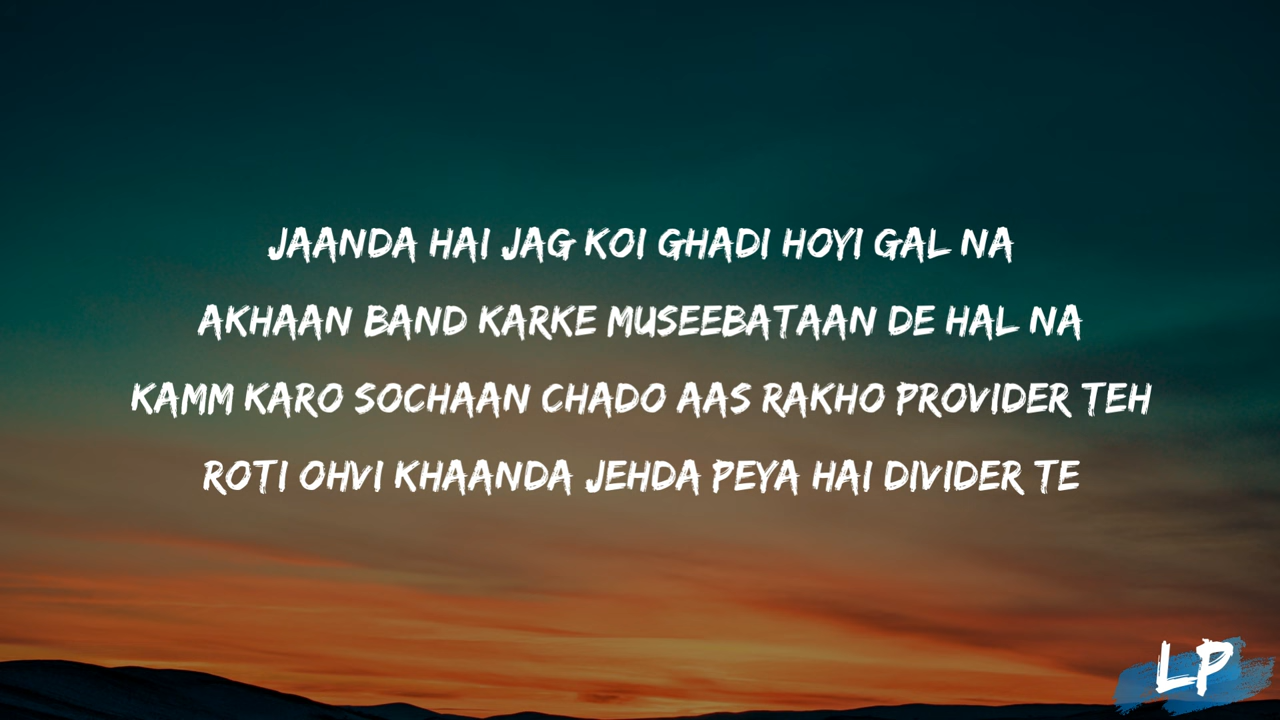 JAANDA HAI JAG KOI GHADI HOYI GAL NA
AKHAAN BAND KARKE MUSEEBATAAN DE HAL NA
KAMM KARO SOCHAAN CHADO AAS RAKHO PROVIDER TEH
ROTI OHVI KHAANDA JEHDA PEYA HAI DIVIDER TE
LP